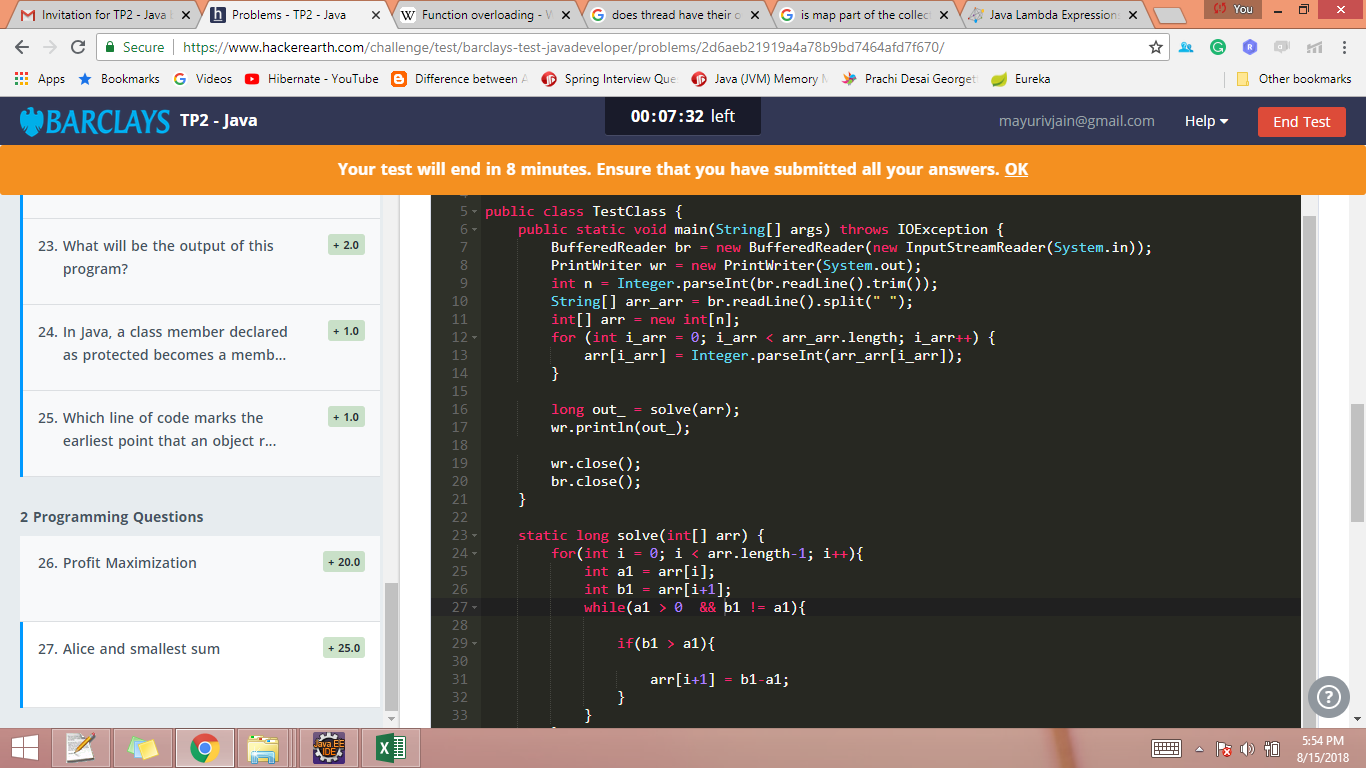 Invitation for TP2 - Java b
Problems - TP2 - Java
Function overloading - W
does thread have their o
is map part of the collec
Java Lambda Expression
You
Secure
https://www.hackerearth.com/challenge/test/barclays-test-javadeveloper/problems/2d6aeb21919a4a78b9bd7464afd7f670/
Apps
Bookmarks
Videos
Hibernate - YouTube
Difference between A
Spring Interview Que
Java (JVM) Memory M
Prachi Desai George
Eureka
Other bookmarks
BARCLAYS TP2 - Java
00:07:32 left
mayurivjain@gmail.com
Help
End Test
Your test will end in 8 minutes. Ensure that you have submitted all your answers. OK
23. What will be the output of this
program?
+ 2.0
24. In Java, a class member declared
as protected becomes a memb...
+ 1.0
25. Which line of code marks the
earliest point that an object r...
+ 1.0
2 Programming Questions
26. Profit Maximization
+ 20.0
27. Alice and smallest sum
+ 25.0
5 public class TestClass {
6 public static void main(String[] args) throws IOException {
7 BufferedReader br = new BufferedReader(new InputStreamReader(System.in));
8 PrintWriter wr = new PrintWriter(System.out);
9 int n = Integer.parseInt(br.readLine().trim());
10 String[] arr_arr = br.readLine().split(" ");
11 int[] arr = new int[n];
12 for (int i_arr = 0; i_arr < arr_arr.length; i_arr++) {
13 arr[i_arr] = Integer.parseInt(arr_arr[i_arr]);
14 }
15
16 long out_ = solve(arr);
17 wr.println(out_);
18
19 wr.close();
20 br.close();
21 }
22
23 static long solve(int[] arr) {
24 for(int i = 0; i < arr.length-1; i++){
25 int a1 = arr[i];
26 int b1 = arr[i+1];
27 while(a1 > 0  && b1 != a1){
28
29 if(b1 > a1){
30
31 arr[i+1] = b1-a1;
32 }
33 }
?
Java EE
IDE
5:54 PM
8/15/2018